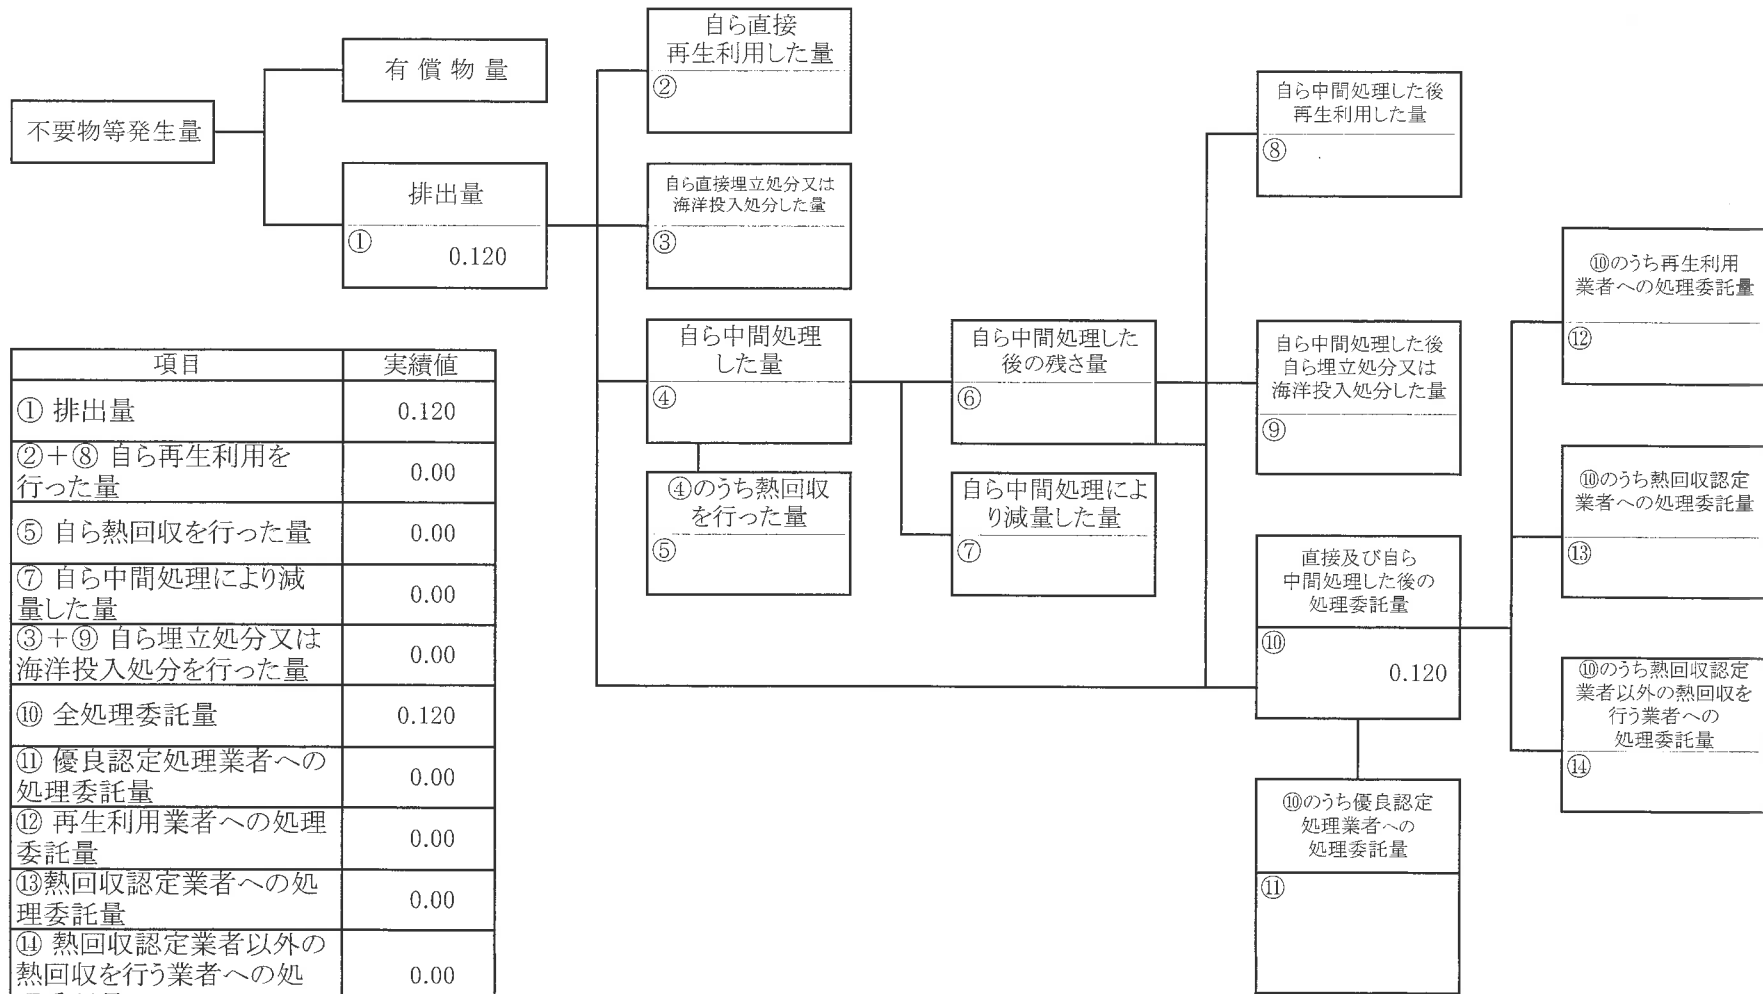 不要物等発生量
有 償 物 量
排出量
①
0.120
自ら直接
再生利用した量
②
自ら直接埋立処分又は
海洋投入処分した量
③
自ら中間処理
した量
④
④のうち熱回収
を行った量
⑤
自ら中間処理した
後の残さ量
⑥
自ら中間処理によ
り減量した量
⑦
自ら中間処理した後
再生利用した量
⑧
自ら中間処理した後
自ら埋立処分又は
海洋投入処分した量
⑨
直接及び自ら
中間処理した後の
処理委託量
⑩
0.120
⑩のうち優良認定
処理業者への
処理委託量
⑪
⑩のうち再生利用
業者への処理委託量
⑫
⑩のうち熱回収認定
業者への処理委託量
⑬
⑩のうち熱回収認定
業者以外の熱回収を
行う業者への
処理委託量
⑭
項目 実績値
① 排出量 0.120
②＋⑧ 自ら再生利用を
行った量 0.00
⑤ 自ら熱回収を行った量 0.00
⑦ 自ら中間処理により減
量した量 0.00
③＋⑨ 自ら埋立処分又は
海洋投入処分を行った量 0.00
⑩ 全処理委託量 0.120
⑪ 優良認定処理業者への
処理委託量 0.00
⑫ 再生利用業者への処理
委託量 0.00
⑬熱回収認定業者への処
理委託量 0.00
⑭ 熱回収認定業者以外の
熱回収を行う業者への処 0.00